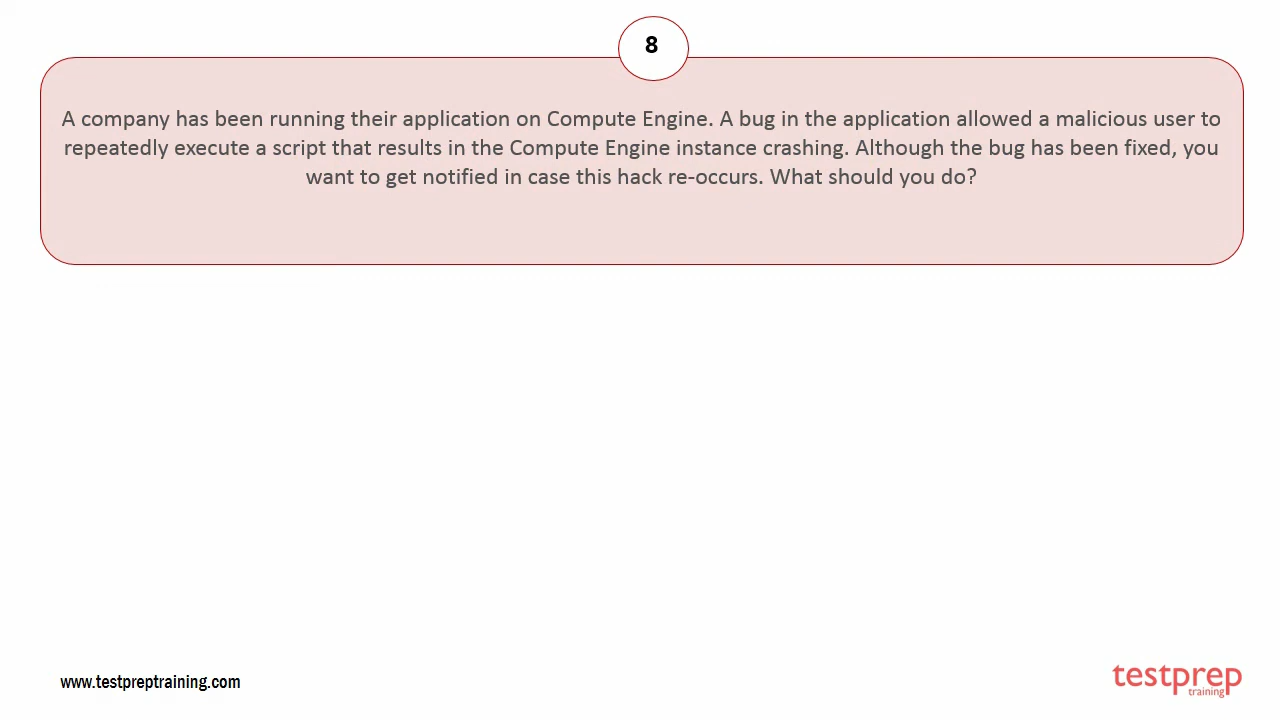 8
A company has been running their application on Compute Engine. A bug in the application allowed a malicious user to
repeatedly execute a script that results in the Compute Engine instance crashing. Although the bug has been fixed, you
want to get notified in case this hack re-occurs. What should you do?
www.testpreptraining.com
testprep
training